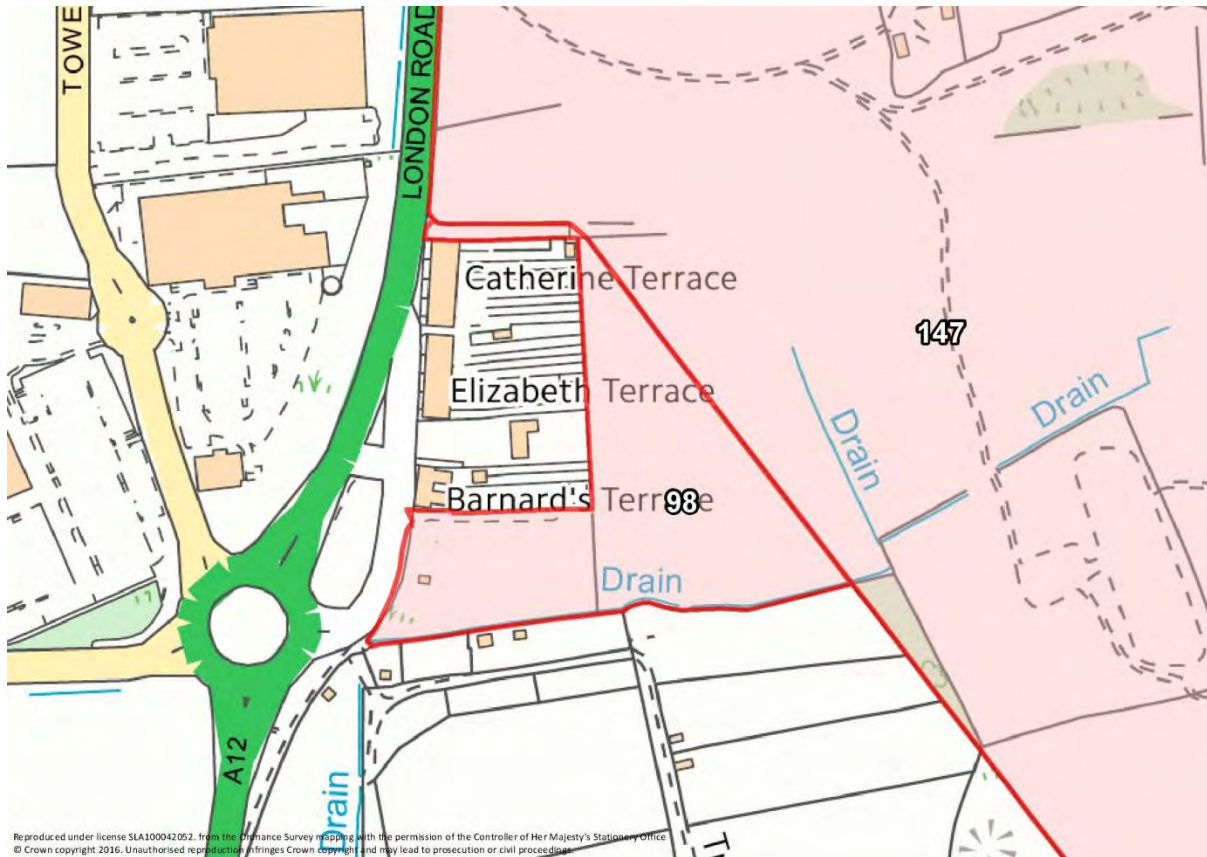 TOWE
LONDON ROAD
Catherine Terrace
147
Elizabeth Terrace
Drain
Drain
Barnard's Terrace
98
Drain
A12
Drain
Reproduced under license SLA100042052. from the Ordnance Survey mapping with the permission of the Controller of Her Majesty's Stationery Office
© Crown copyright 2016. Unauthorised reproduction infringes Crown copyright and may lead to prosecution or civil proceedings.